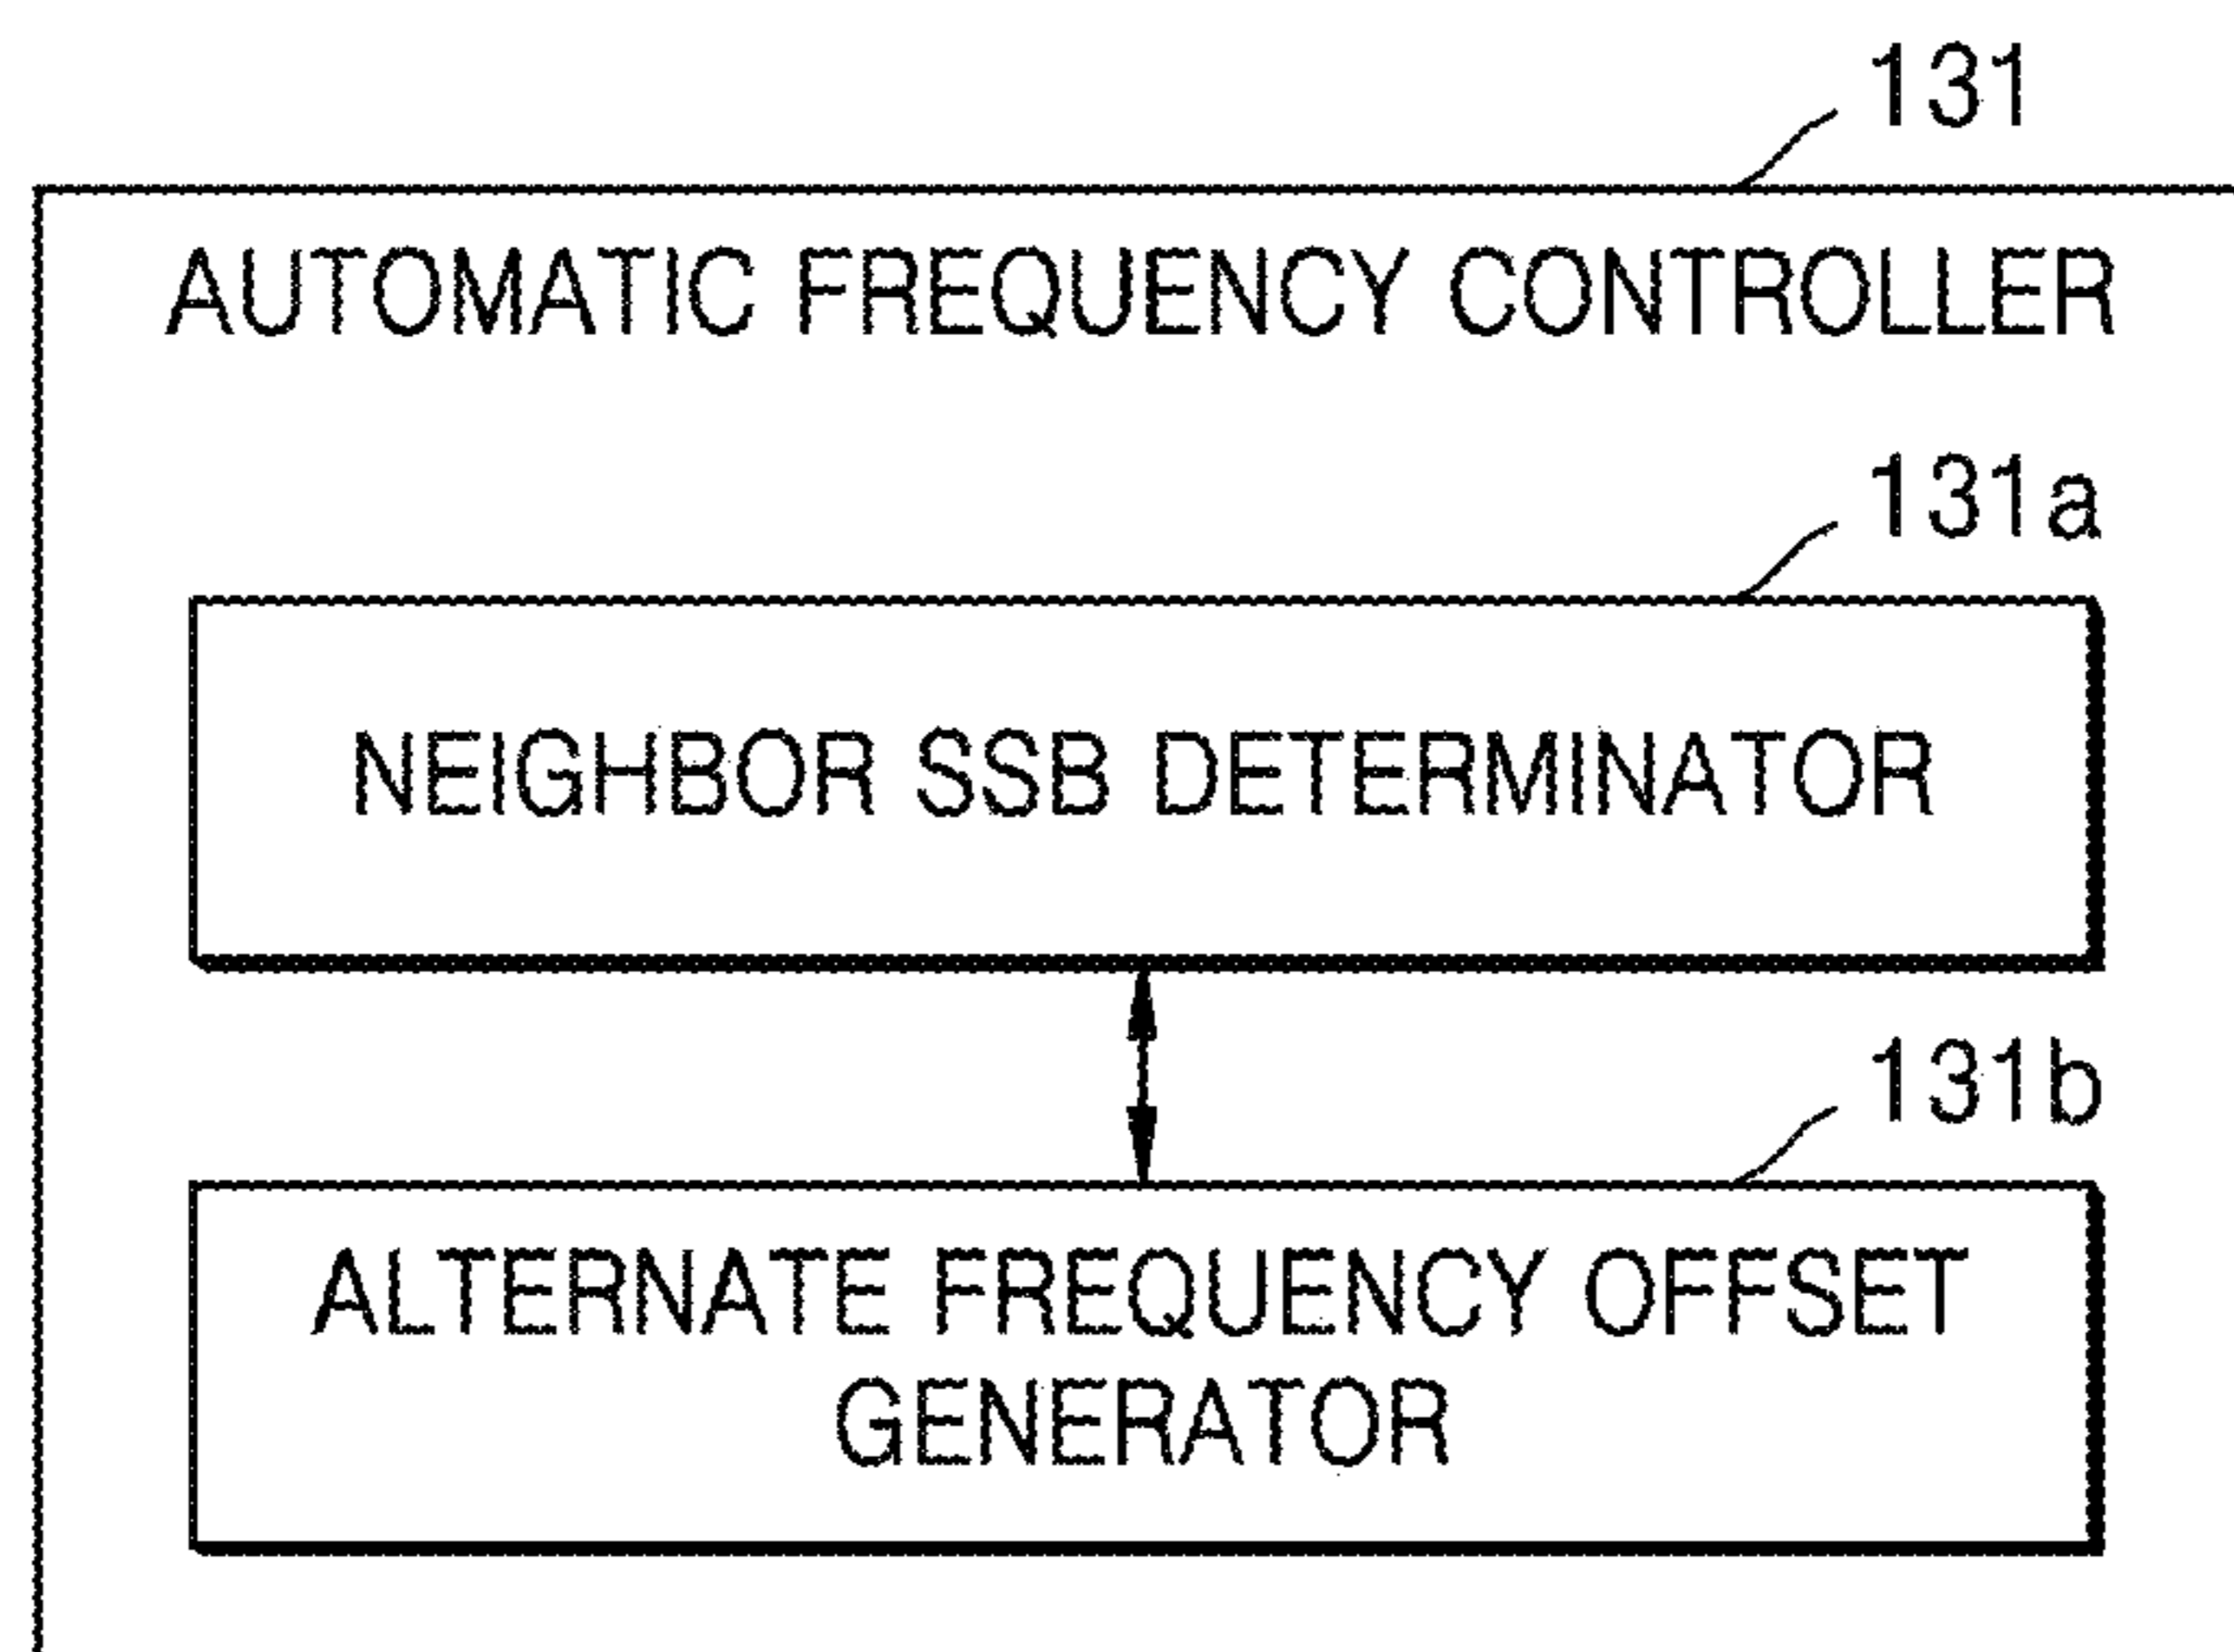 131
AUTOMATIC FREQUENCY CONTROLLER
131a
NEIGHBOR SSB DETERMINATOR
131b
ALTERNATE FREQUENCY OFFSET
GENERATOR